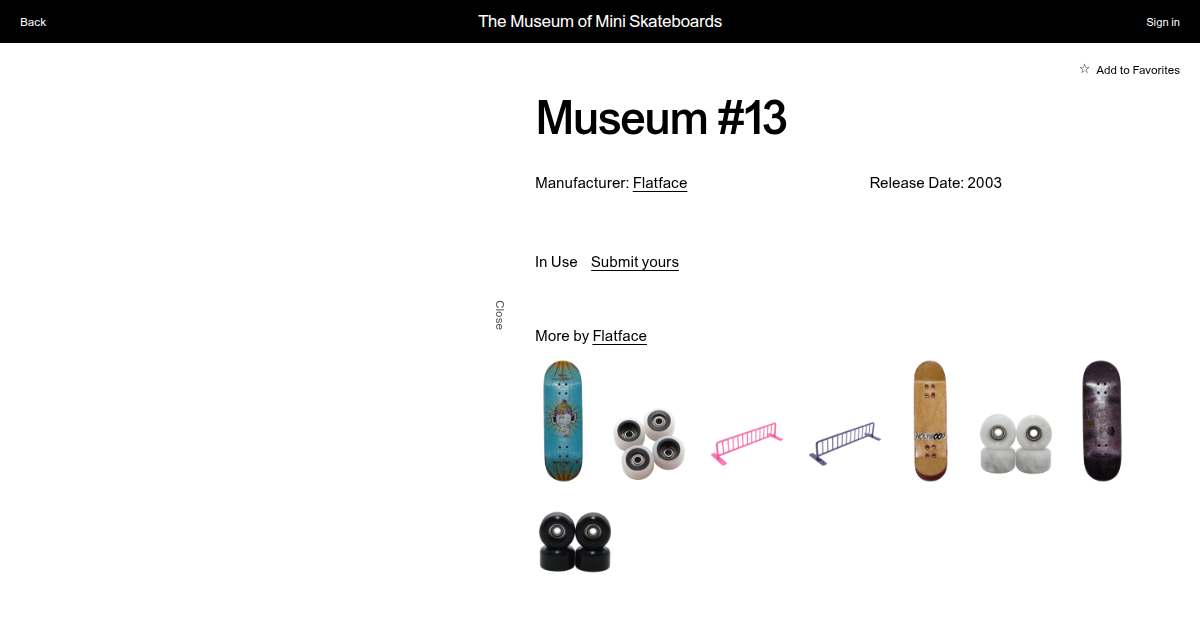 Back
The Museum of Mini Skateboards
Sign in
☆ Add to Favorites
Museum #13
Manufacturer: Flatface
Release Date: 2003
In Use Submit yours
Close
More by Flatface